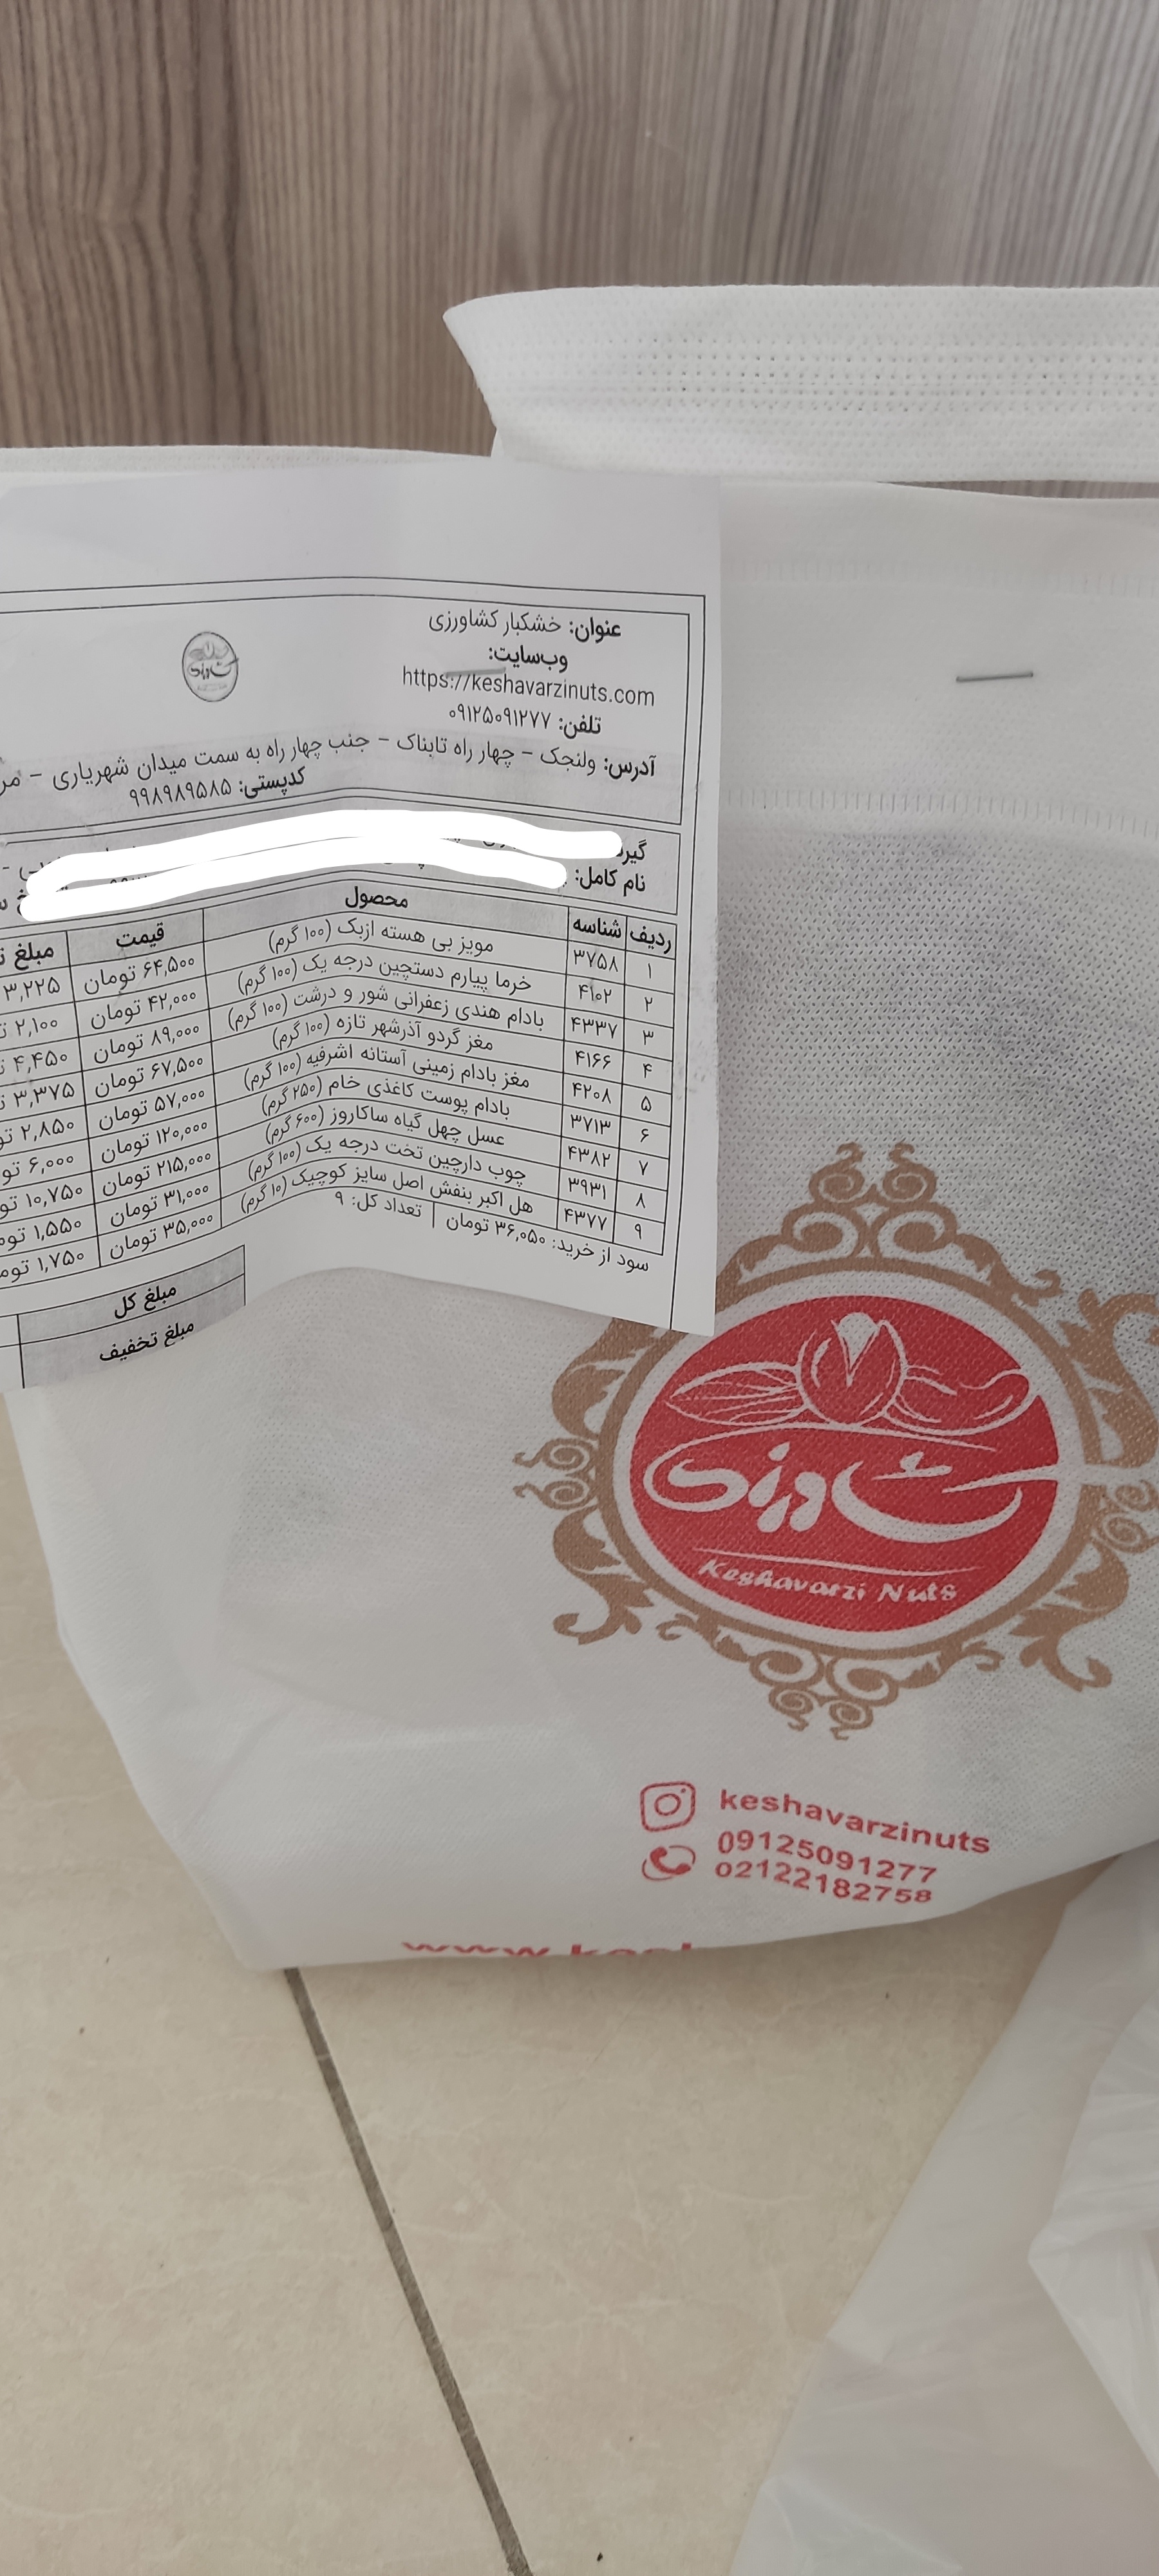 عنوان: خشکبار کشاورزی
وب‌سایت:
https://keshavarzinuts.com
تلفن: ۰۹۱۲۵۰۹۱۲۷۷
آدرس: ولنجک – چهار راه تابناک – جنب چهار راه به سمت میدان شهریاری –
کدپستی: ۹۹۸۹۸۹۵۸۵
نام کامل:
ردیف شناسه محصول قیمت مبلغ
۱ ۳۷۵۸ مویز بی هسته ازبک (۱۰۰ گرم) ۶۴,۵۰۰ تومان ۳,۲۲۵
۲ ۴۱۰۲ خرما پیارم دستچین درجه یک (۱۰۰ گرم) ۴۲,۰۰۰ تومان ۲,۱۰۰
۳ ۴۳۳۷ بادام هندی زعفرانی شور و درشت (۱۰۰ گرم) ۸۹,۰۰۰ تومان ۴,۴۵۰
۴ ۴۱۶۶ مغز گردو آذرشهر تازه (۱۰۰ گرم) ۶۷,۵۰۰ تومان ۳,۳۷۵
۵ ۴۲۰۸ مغز بادام زمینی آستانه اشرفیه (۱۰۰ گرم) ۵۷,۰۰۰ تومان ۲,۸۵۰
۶ ۳۷۱۳ بادام پوست کاغذی خام (۲۵۰ گرم) ۱۲۰,۰۰۰ تومان ۶,۰۰۰
۷ ۴۳۸۲ عسل چهل گیاه ساکاروز (۶۰۰ گرم) ۲۱۵,۰۰۰ تومان ۱۰,۷۵۰
۸ ۳۹۳۱ چوب دارچین تخت درجه یک (۱۰۰ گرم) ۳۱,۰۰۰ تومان ۱,۵۵۰
۹ ۴۳۷۷ هل اکبر بنفش اصل سایز کوچیک (۱۰ گرم) ۳۵,۰۰۰ تومان ۱,۷۵۰
سود از خرید: ۳۶,۰۵۰ تومان | تعداد کل: ۹
مبلغ کل
مبلغ تخفیف
کشاورزی
Keshavarzi Nuts
keshavarzinuts
09125091277
02122182758